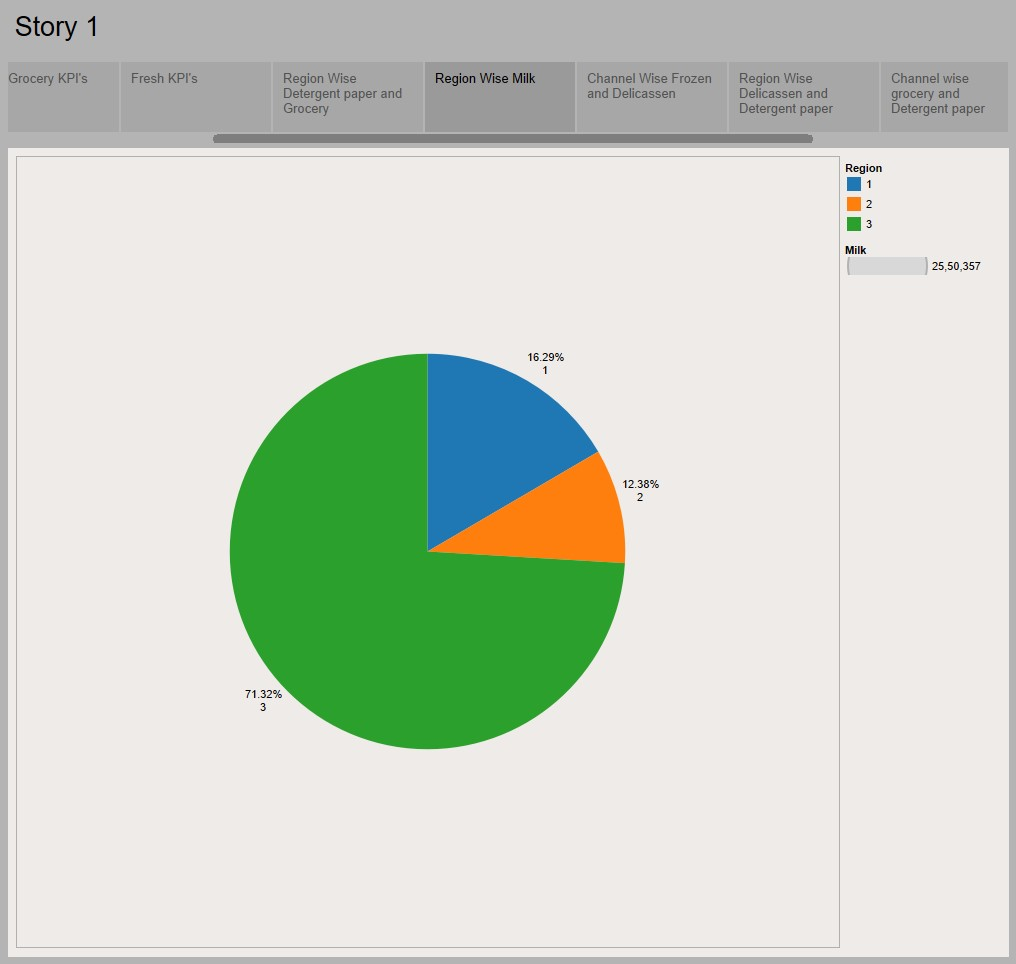 Story 1
Grocery KPI's
Fresh KPI's
Region Wise
Detergent paper and
Grocery
Region Wise Milk
Channel Wise Frozen
and Delicassen
Region Wise
Delicassen and
Detergent paper
Channel wise
grocery and
Detergent paper
Region
1
2
3
Milk
25,50,357
16.29%
1
12.38%
2
71.32%
3